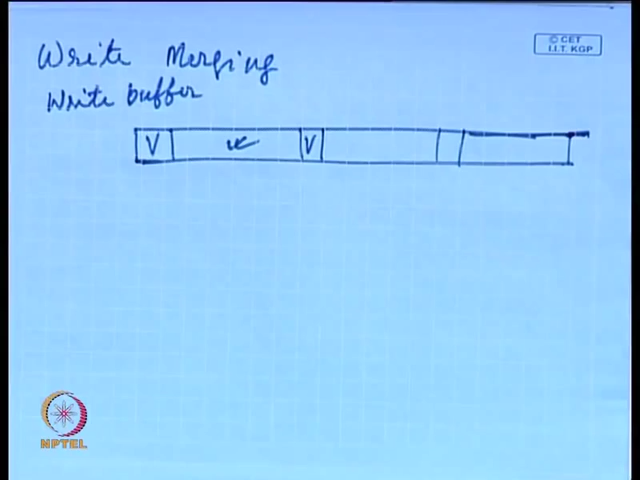 Write Merging
© CET
I.I.T. KGP
Write buffer
V V
NPTEL